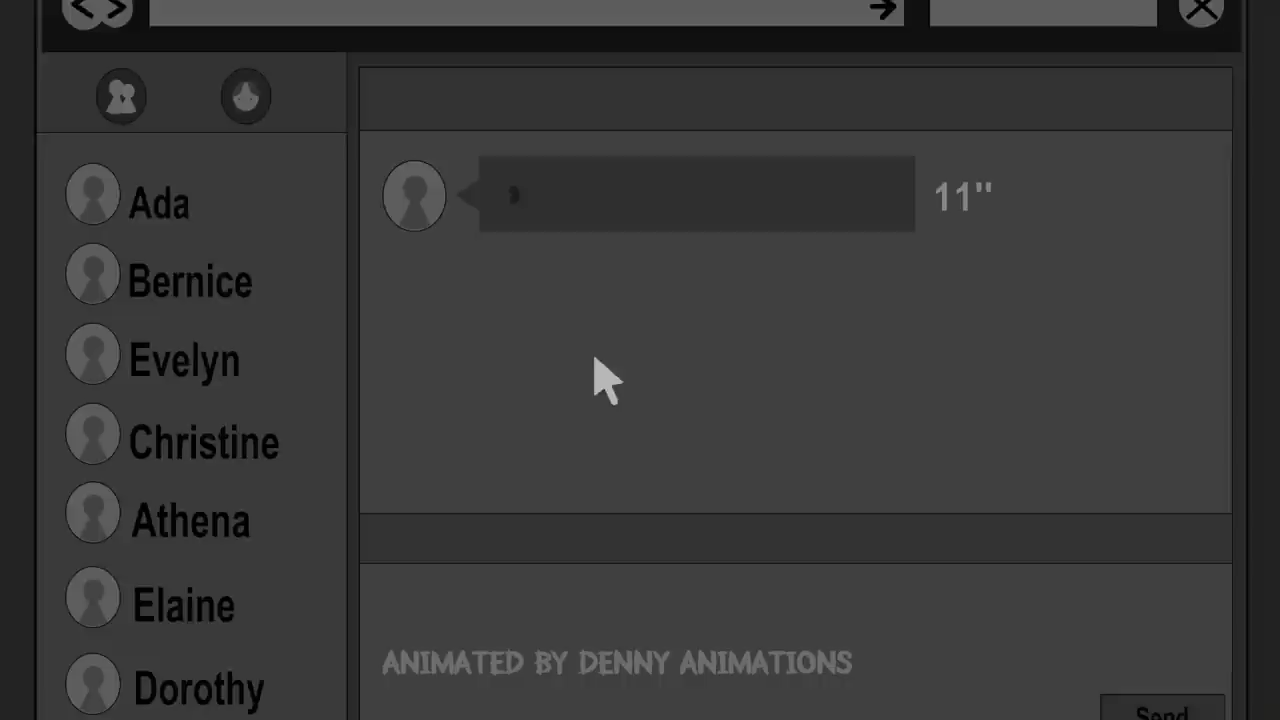 Ada
Bernice
Evelyn
Christine
Athena
Elaine
Dorothy
11''
ANIMATED BY DENNY ANIMATIONS
Send